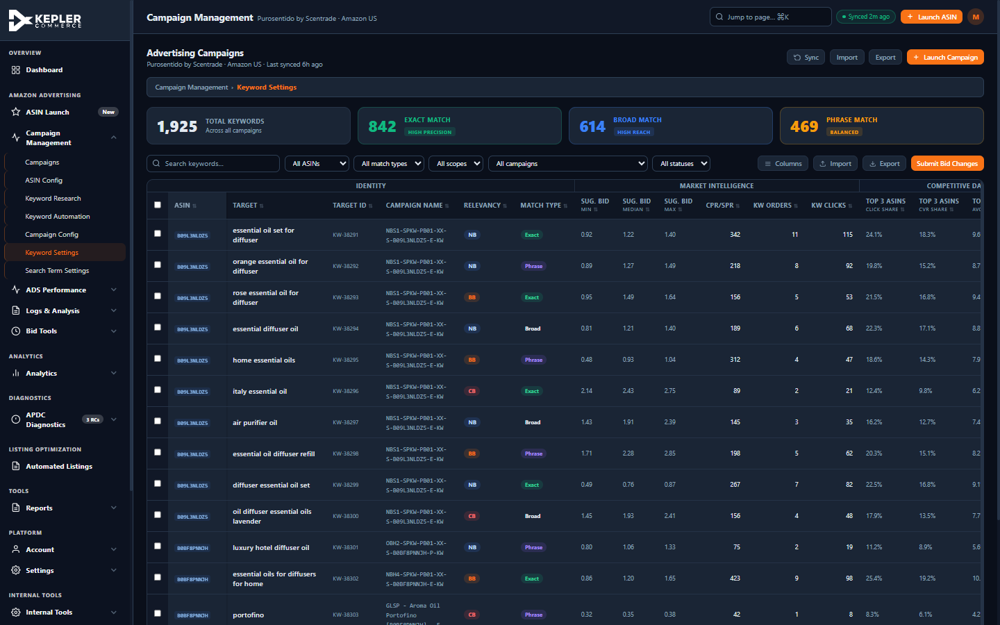 KEPLER
COMMERCE
Campaign Management Purosentido by Scentrade · Amazon US
Jump to page... ⌘K
Synced 2m ago
+ Launch ASIN
M
OVERVIEW
Dashboard
AMAZON ADVERTISING
ASIN Launch New
Campaign
Management
Campaigns
ASIN Config
Keyword Research
Keyword Automation
Campaign Config
Keyword Settings
Search Term Settings
ADS Performance
Logs & Analysis
Bid Tools
ANALYTICS
Analytics
DIAGNOSTICS
APDC
Diagnostics 3 RCs
LISTING OPTIMIZATION
Automated Listings
TOOLS
Reports
PLATFORM
Account
Settings
INTERNAL TOOLS
Internal Tools
Advertising Campaigns
Purosentido by Scentrade · Amazon US · Last synced 6h ago
Sync Import Export + Launch Campaign
Campaign Management › Keyword Settings
1,925 TOTAL KEYWORDS
Across all campaigns
842 EXACT MATCH
HIGH PRECISION
614 BROAD MATCH
HIGH REACH
469 PHRASE MATCH
BALANCED
Search keywords... All ASINs All match types All scopes All campaigns All statuses Columns Import Export Submit Bid Changes
IDENTITY MARKET INTELLIGENCE COMPETITIVE DA
ASIN TARGET TARGET ID CAMPAIGN NAME RELEVANCY MATCH TYPE SUG. BID MIN SUG. BID MEDIAN SUG. BID MAX CPR/SPR KW ORDERS KW CLICKS TOP 3 ASINS CLICK SHARE TOP 3 ASINS CVR SHARE TO AVG
B09L3NLDZ5 essential oil set for diffuser KW-38291 NBS1-SPKW-PB01-XX-S-B09L3NLDZ5-E-KW NB Exact 0.92 1.22 1.40 342 11 115 24.1% 18.3% 9.6
B09L3NLDZ5 orange essential oil for diffuser KW-38292 NBS1-SPKW-PB01-XX-S-B09L3NLDZ5-E-KW NB Phrase 0.89 1.27 1.49 218 8 92 19.8% 15.2% 8.7
B09L3NLDZ5 rose essential oil for diffuser KW-38293 NBS1-SPKW-PB01-XX-S-B09L3NLDZ5-E-KW BB Exact 0.95 1.49 1.64 156 5 53 21.5% 16.8% 9.4
B09L3NLDZ5 essential diffuser oil KW-38294 NBS1-SPKW-PB01-XX-S-B09L3NLDZ5-E-KW NB Broad 0.81 1.21 1.40 189 6 68 22.3% 17.1% 8.8
B09L3NLDZ5 home essential oils KW-38295 NBS1-SPKW-PB01-XX-S-B09L3NLDZ5-E-KW BB Phrase 0.48 0.93 1.04 312 4 47 18.6% 14.3% 7.9
B09L3NLDZ5 italy essential oil KW-38296 NBS1-SPKW-PB01-XX-S-B09L3NLDZ5-E-KW CB Exact 2.14 2.43 2.75 89 2 21 12.4% 9.8% 6.2
B09L3NLDZ5 air purifier oil KW-38297 NBS1-SPKW-PB01-XX-S-B09L3NLDZ5-E-KW NB Broad 1.43 1.91 2.39 145 3 35 16.2% 12.7% 7.4
B09L3NLDZ5 essential oil diffuser refill KW-38298 NBS1-SPKW-PB01-XX-S-B09L3NLDZ5-E-KW BB Phrase 1.71 2.28 2.85 198 5 62 20.3% 15.1% 8.2
B09L3NLDZ5 diffuser essential oil set KW-38299 NBS1-SPKW-PB01-XX-S-B09L3NLDZ5-E-KW NB Exact 0.49 0.76 0.87 267 7 82 22.5% 16.8% 9.1
B09L3NLDZ5 oil diffuser essential oils lavender KW-38300 NBS1-SPKW-PB01-XX-S-B09L3NLDZ5-E-KW CB Broad 1.45 1.93 2.41 156 4 48 17.9% 13.5% 7.7
B0BF8PNNJH luxury hotel diffuser oil KW-38301 OBH2-SPKW-PB01-XX-S-B0BF8PNNJH-P-KW NB Phrase 0.80 1.06 1.33 75 2 19 11.2% 8.9% 5.6
B0BF8PNNJH essential oils for diffusers for home KW-38302 NBH4-SPKW-PB01-XX-S-B0BF8PNNJH-E-KW BB Exact 0.86 1.20 1.65 423 9 98 25.4% 19.2% 10.
B0BF8PNNJH portofino KW-38303 GLSP - Aroma Oil Portofino CB Phrase 0.32 0.35 0.38 42 1 8 8.3% 6.1% 4.2